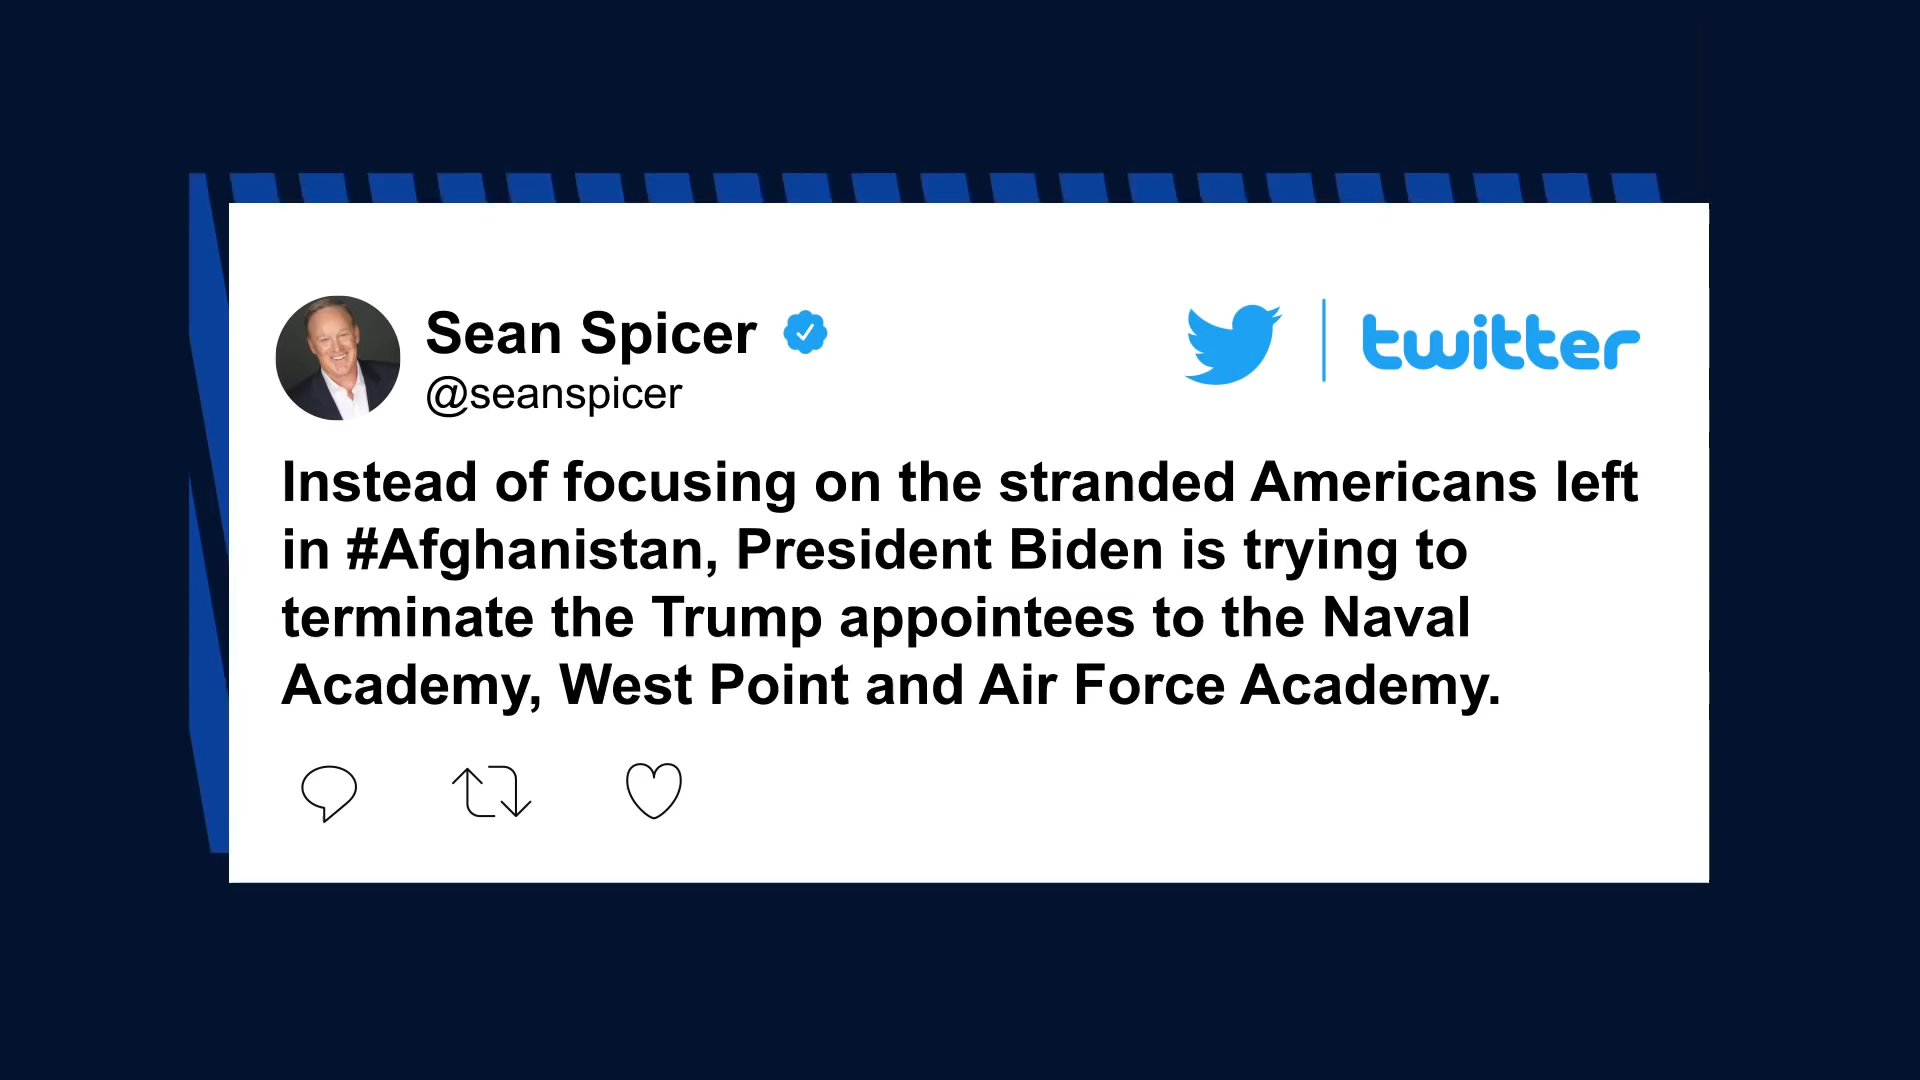 Sean Spicer
twitter
@seanspicer
Instead of focusing on the stranded Americans left
in #Afghanistan, President Biden is trying to
terminate the Trump appointees to the Naval
Academy, West Point and Air Force Academy.